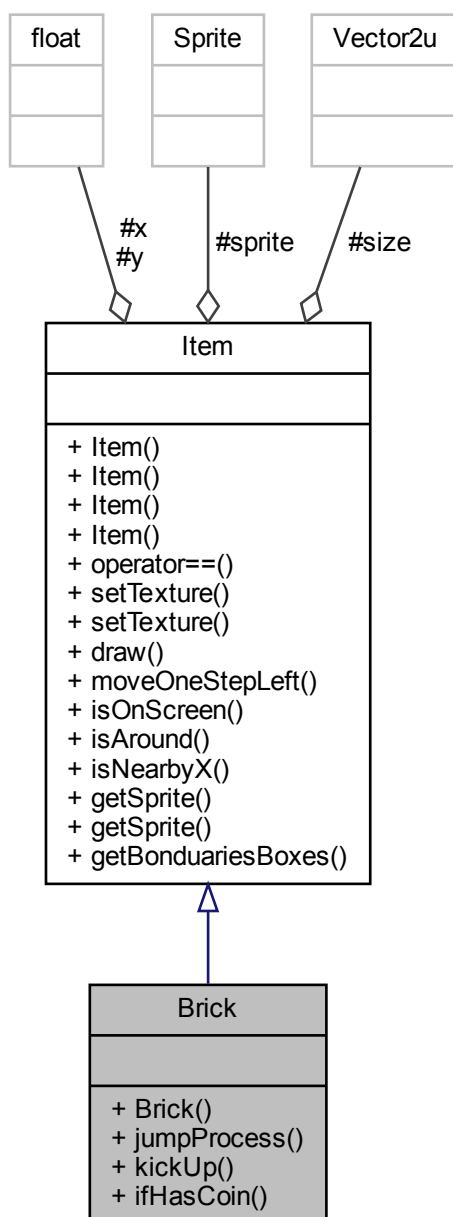 float
Sprite
Vector2u
#x
#y
#sprite
#size
Item
+ Item()
+ Item()
+ Item()
+ Item()
+ operator==()
+ setTexture()
+ setTexture()
+ draw()
+ moveOneStepLeft()
+ isOnScreen()
+ isAround()
+ isNearbyX()
+ getSprite()
+ getSprite()
+ getBonduariesBoxes()
Brick
+ Brick()
+ jumpProcess()
+ kickUp()
+ ifHasCoin()